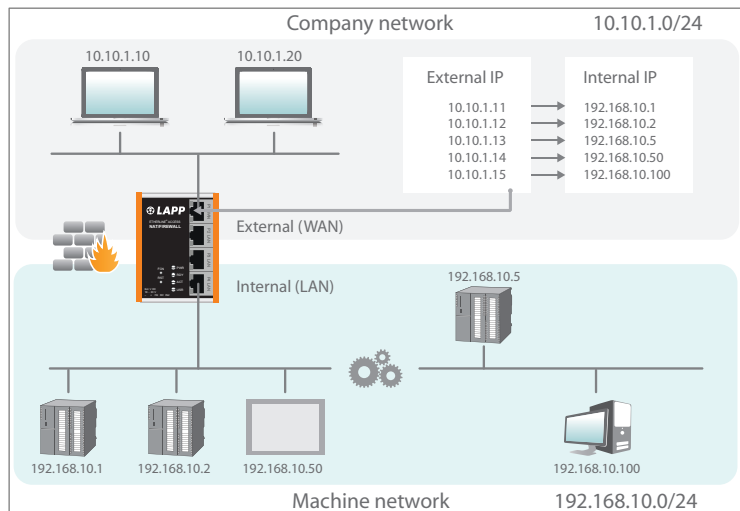 Company network 10.10.1.0/24
10.10.1.10 10.10.1.20
External IP Internal IP
10.10.1.11 192.168.10.1
10.10.1.12 192.168.10.2
10.10.1.13 192.168.10.5
10.10.1.14 192.168.10.50
10.10.1.15 192.168.10.100
LAPP
NAT/FIREWALL
External (WAN)
Internal (LAN)
192.168.10.5
192.168.10.1 192.168.10.2 192.168.10.50 192.168.10.100
Machine network 192.168.10.0/24